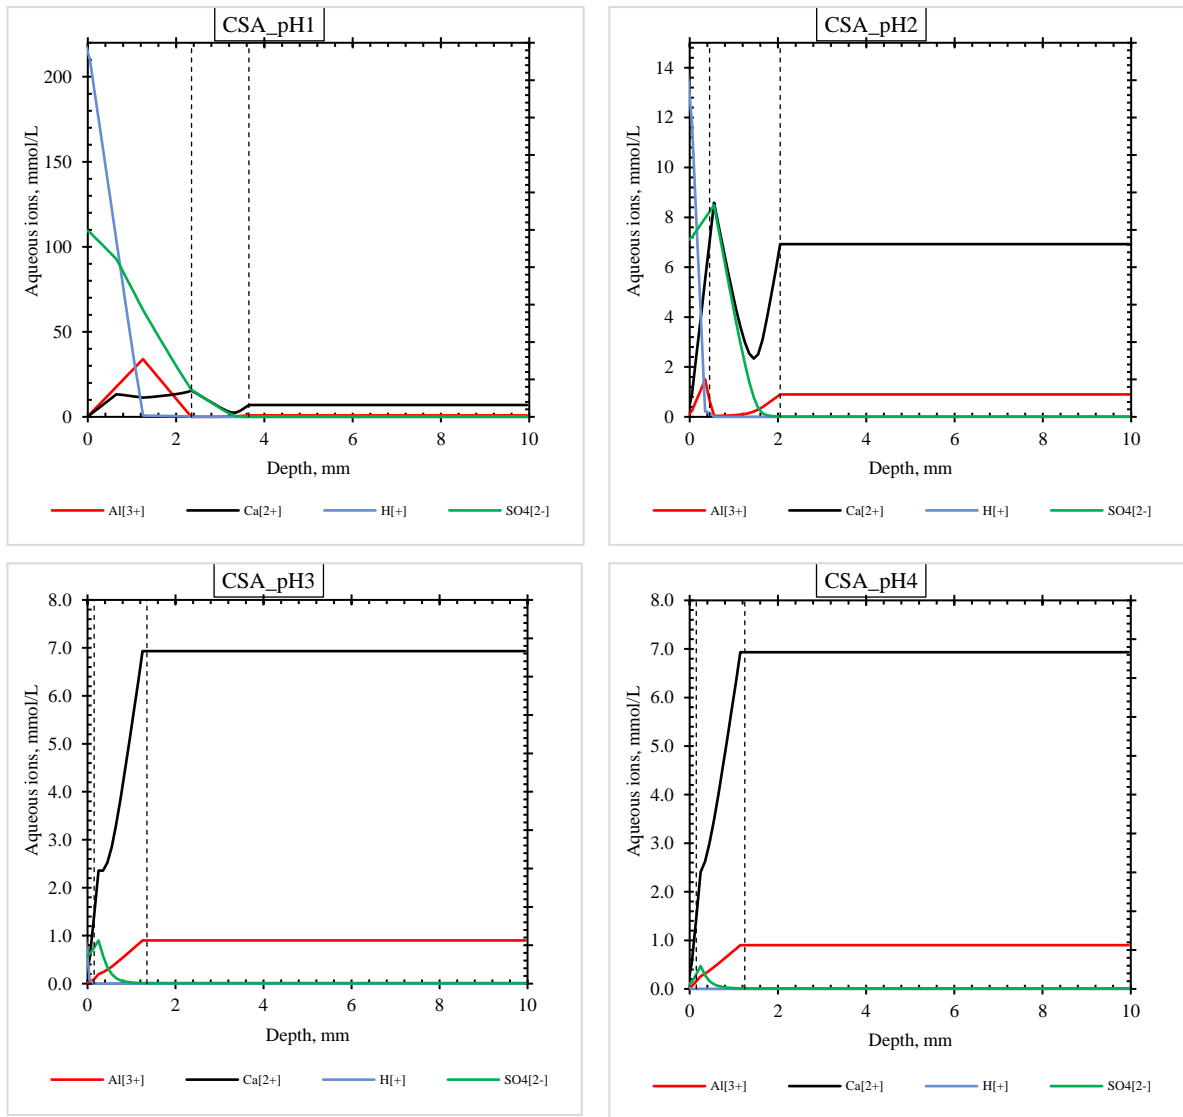 CSA_pH1
Aqueous ions, mmol/L
200
150
100
50
0
0 2 4 6 8 10
Depth, mm
Al[3+] Ca[2+] H[+] SO4[2-]
CSA_pH2
Aqueous ions, mmol/L
14
12
10
8
6
4
2
0
0 2 4 6 8 10
Depth, mm
Al[3+] Ca[2+] H[+] SO4[2-]
CSA_pH3
Aqueous ions, mmol/L
8.0
7.0
6.0
5.0
4.0
3.0
2.0
1.0
0.0
0 2 4 6 8 10
Depth, mm
Al[3+] Ca[2+] H[+] SO4[2-]
CSA_pH4
Aqueous ions, mmol/L
8.0
7.0
6.0
5.0
4.0
3.0
2.0
1.0
0.0
0 2 4 6 8 10
Depth, mm
Al[3+] Ca[2+] H[+] SO4[2-]